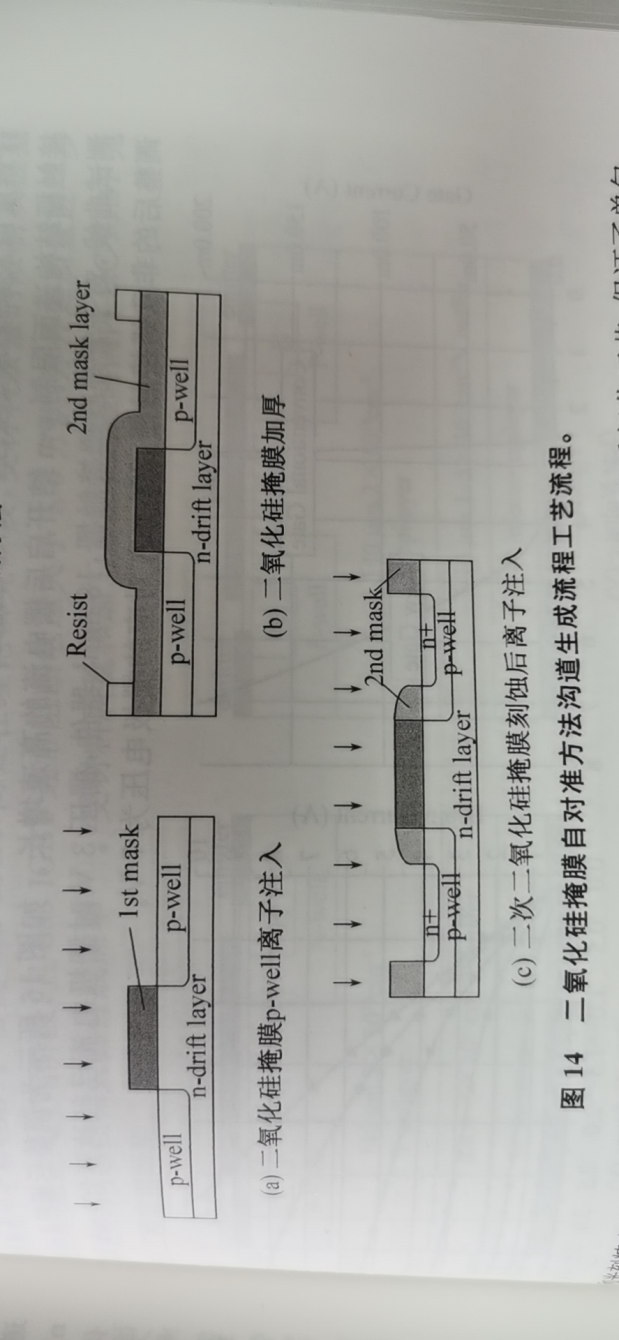 1st mask
p-well
p-well
n-drift layer
(a) 二氧化硅掩膜p-well离子注入
Resist
2nd mask layer
p-well
p-well
n-drift layer
(b) 二氧化硅掩膜加厚
2nd mask
n+
n+
p-well
p-well
n-drift layer
(c) 二次二氧化硅掩膜刻蚀后离子注入
图 14 二氧化硅掩膜自对准方法沟道生成流程工艺流程。